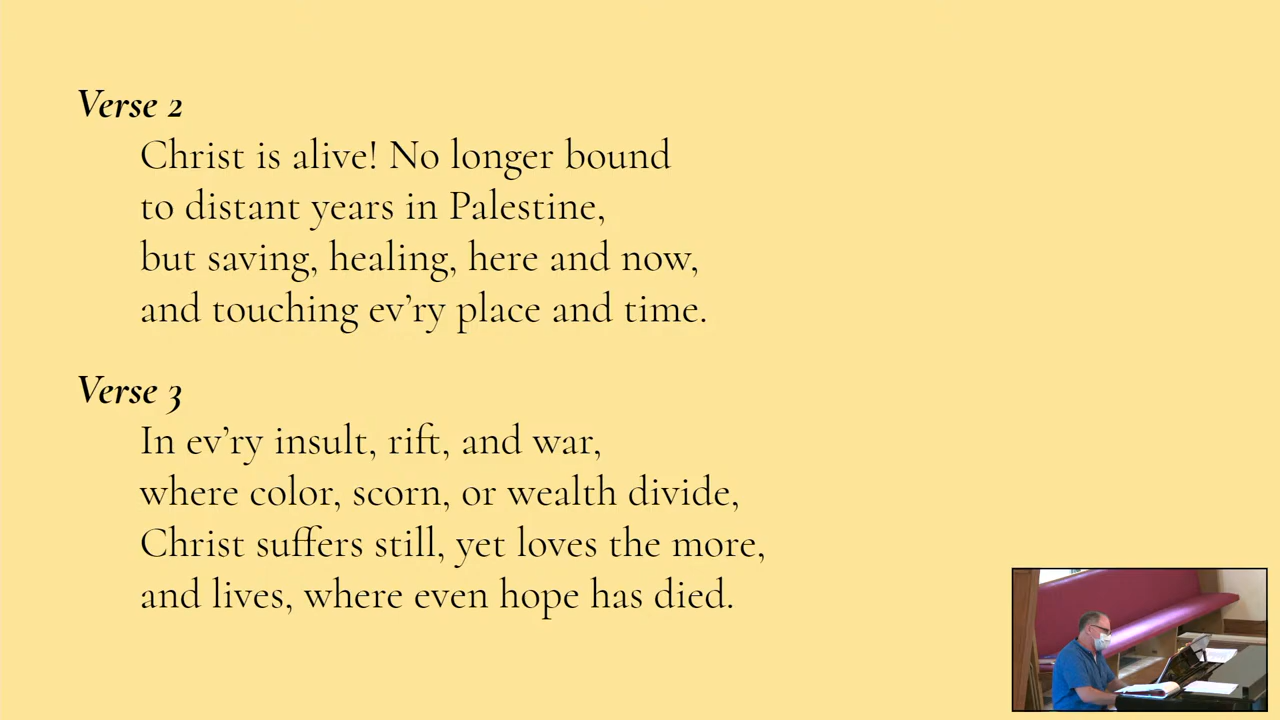 Verse 2
Christ is alive! No longer bound
to distant years in Palestine,
but saving, healing, here and now,
and touching ev’ry place and time.
Verse 3
In ev’ry insult, rift, and war,
where color, scorn, or wealth divide,
Christ suffers still, yet loves the more,
and lives, where even hope has died.